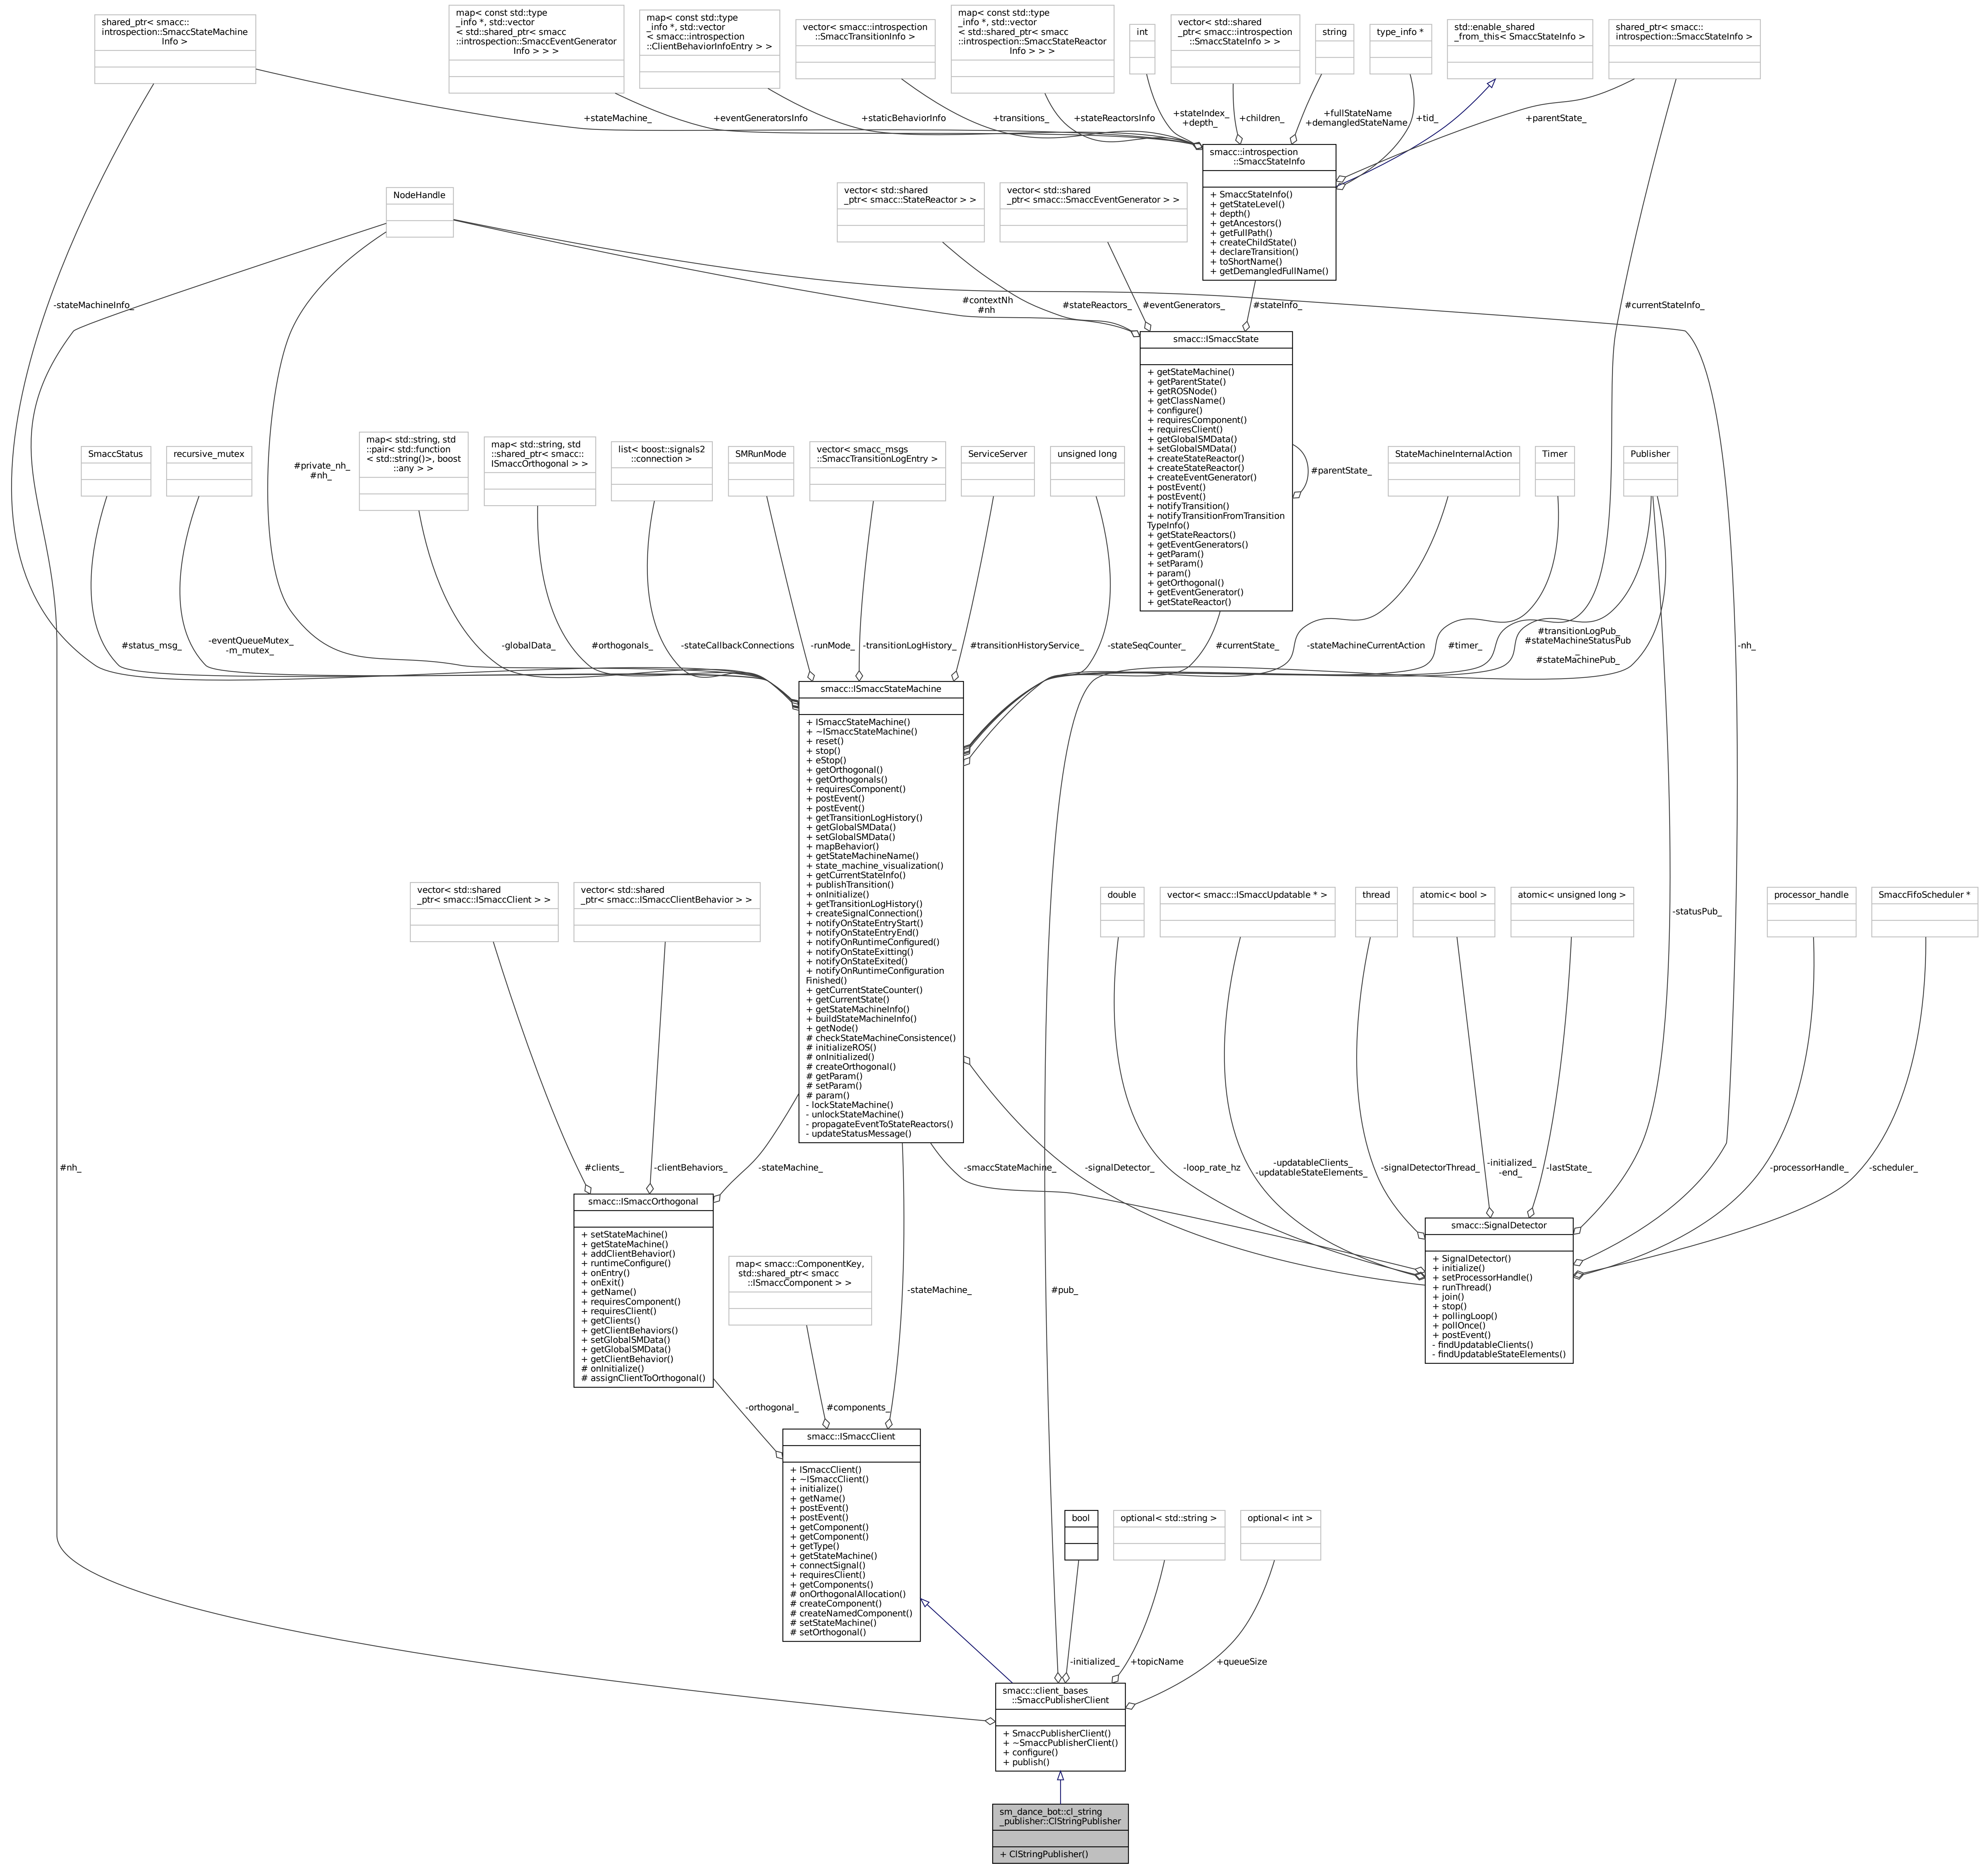 shared_ptr< smacc::
introspection::SmaccStateMachine
Info >
map< const std::type
_info *, std::vector
< std::shared_ptr< smacc
::introspection::SmaccEventGenerator
Info > > >
map< const std::type
_info *, std::vector
< smacc::introspection
::ClientBehaviorInfoEntry > >
vector< smacc::introspection
::SmaccTransitionInfo >
map< const std::type
_info *, std::vector
< std::shared_ptr< smacc
::introspection::SmaccStateReactor
Info > > >
int
vector< std::shared
_ptr< smacc::introspection
::SmaccStateInfo > >
string
type_info *
std::enable_shared
_from_this< SmaccStateInfo >
shared_ptr< smacc::
introspection::SmaccStateInfo >
+stateMachine_
+eventGeneratorsInfo
+staticBehaviorInfo
+transitions_
+stateReactorsInfo
+stateIndex_
+depth_
+children_
+fullStateName
+demangledStateName
+tid_
+parentState_
smacc::introspection
::SmaccStateInfo
+ SmaccStateInfo()
+ getStateLevel()
+ depth()
+ getAncestors()
+ getFullPath()
+ createChildState()
+ declareTransition()
+ toShortName()
+ getDemangledFullName()
NodeHandle
vector< std::shared
_ptr< smacc::StateReactor > >
vector< std::shared
_ptr< smacc::SmaccEventGenerator > >
-stateMachineInfo_
#contextNh
#nh
#stateReactors_
#eventGenerators_
#stateInfo_
#currentStateInfo_
smacc::ISmaccState
+ getStateMachine()
+ getParentState()
+ getROSNode()
+ getClassName()
+ configure()
+ requiresComponent()
+ requiresClient()
+ getGlobalSMData()
+ setGlobalSMData()
+ createStateReactor()
+ createStateReactor()
+ createEventGenerator()
+ postEvent()
+ postEvent()
+ notifyTransition()
+ notifyTransitionFromTransition
TypeInfo()
+ getStateReactors()
+ getEventGenerators()
+ getParam()
+ setParam()
+ param()
+ getOrthogonal()
+ getEventGenerator()
+ getStateReactor()
#parentState_
SmaccStatus
recursive_mutex
#private_nh_
#nh_
map< std::string, std
::pair< std::function
< std::string()>, boost
::any > >
map< std::string, std
::shared_ptr< smacc::
ISmaccOrthogonal > >
list< boost::signals2
::connection >
SMRunMode
vector< smacc_msgs
::SmaccTransitionLogEntry >
ServiceServer
unsigned long
StateMachineInternalAction
Timer
Publisher
#status_msg_
-eventQueueMutex_
-m_mutex_
-globalData_
#orthogonals_
-stateCallbackConnections
-runMode_
-transitionLogHistory_
#transitionHistoryService_
-stateSeqCounter_
#currentState_
-stateMachineCurrentAction
#timer_
#transitionLogPub_
#stateMachineStatusPub
_
#stateMachinePub_
-nh_
smacc::ISmaccStateMachine
+ ISmaccStateMachine()
+ ~ISmaccStateMachine()
+ reset()
+ stop()
+ eStop()
+ getOrthogonal()
+ getOrthogonals()
+ requiresComponent()
+ postEvent()
+ postEvent()
+ getTransitionLogHistory()
+ getGlobalSMData()
+ setGlobalSMData()
+ mapBehavior()
+ getStateMachineName()
+ state_machine_visualization()
+ getCurrentStateInfo()
+ publishTransition()
+ onInitialize()
+ getTransitionLogHistory()
+ createSignalConnection()
+ notifyOnStateEntryStart()
+ notifyOnStateEntryEnd()
+ notifyOnRuntimeConfigured()
+ notifyOnStateExitting()
+ notifyOnStateExited()
+ notifyOnRuntimeConfiguration
Finished()
+ getCurrentStateCounter()
+ getCurrentState()
+ getStateMachineInfo()
+ buildStateMachineInfo()
+ getNode()
# checkStateMachineConsistence()
# initializeROS()
# onInitialized()
# createOrthogonal()
# getParam()
# setParam()
# param()
- lockStateMachine()
- unlockStateMachine()
- propagateEventToStateReactors()
- updateStatusMessage()
vector< std::shared
_ptr< smacc::ISmaccClient > >
vector< std::shared
_ptr< smacc::ISmaccClientBehavior > >
double
vector< smacc::ISmaccUpdatable * >
thread
atomic< bool >
atomic< unsigned long >
-statusPub_
processor_handle
SmaccFifoScheduler *
#nh_
#clients_
-clientBehaviors_
-stateMachine_
-smaccStateMachine_
-signalDetector_
-loop_rate_hz
-updatableClients_
-updatableStateElements_
-signalDetectorThread_
-initialized_
-end_
-lastState_
-processorHandle_
-scheduler_
smacc::ISmaccOrthogonal
+ setStateMachine()
+ getStateMachine()
+ addClientBehavior()
+ runtimeConfigure()
+ onEntry()
+ onExit()
+ getName()
+ requiresComponent()
+ requiresClient()
+ getClients()
+ getClientBehaviors()
+ setGlobalSMData()
+ getGlobalSMData()
+ getClientBehavior()
# onInitialize()
# assignClientToOrthogonal()
smacc::SignalDetector
+ SignalDetector()
+ initialize()
+ setProcessorHandle()
+ runThread()
+ join()
+ stop()
+ pollingLoop()
+ pollOnce()
+ postEvent()
- findUpdatableClients()
- findUpdatableStateElements()
map< smacc::ComponentKey,
std::shared_ptr< smacc
::ISmaccComponent > >
-stateMachine_
#pub_
-orthogonal_
#components_
smacc::ISmaccClient
+ ISmaccClient()
+ ~ISmaccClient()
+ initialize()
+ getName()
+ postEvent()
+ postEvent()
+ getComponent()
+ getComponent()
+ getType()
+ getStateMachine()
+ connectSignal()
+ requiresClient()
+ getComponents()
# onOrthogonalAllocation()
# createComponent()
# createNamedComponent()
# setStateMachine()
# setOrthogonal()
bool
optional< std::string >
optional< int >
-initialized_
+topicName
+queueSize
smacc::client_bases
::SmaccPublisherClient
+ SmaccPublisherClient()
+ ~SmaccPublisherClient()
+ configure()
+ publish()
sm_dance_bot::cl_string
_publisher::ClStringPublisher
+ ClStringPublisher()